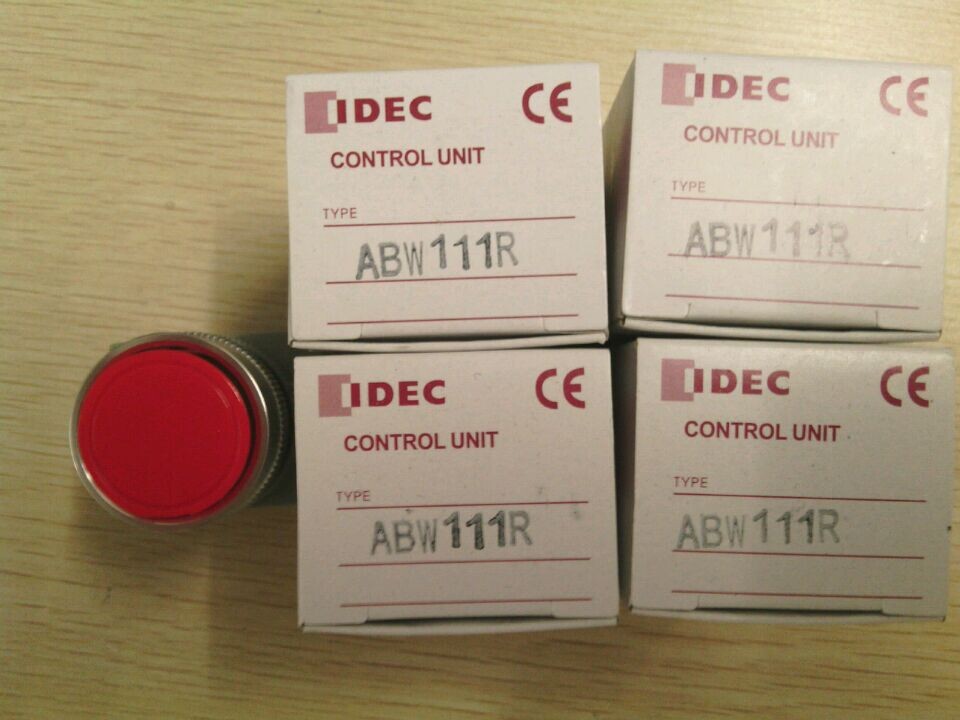 IDEC CE
CONTROL UNIT
TYPE
ABW111R
IDEC CE
CONTROL UNIT
TYPE
ABW111R
IDEC CE
CONTROL UNIT
TYPE
ABW111R
IDEC CE
CONTROL UNIT
TYPE
ABW111R